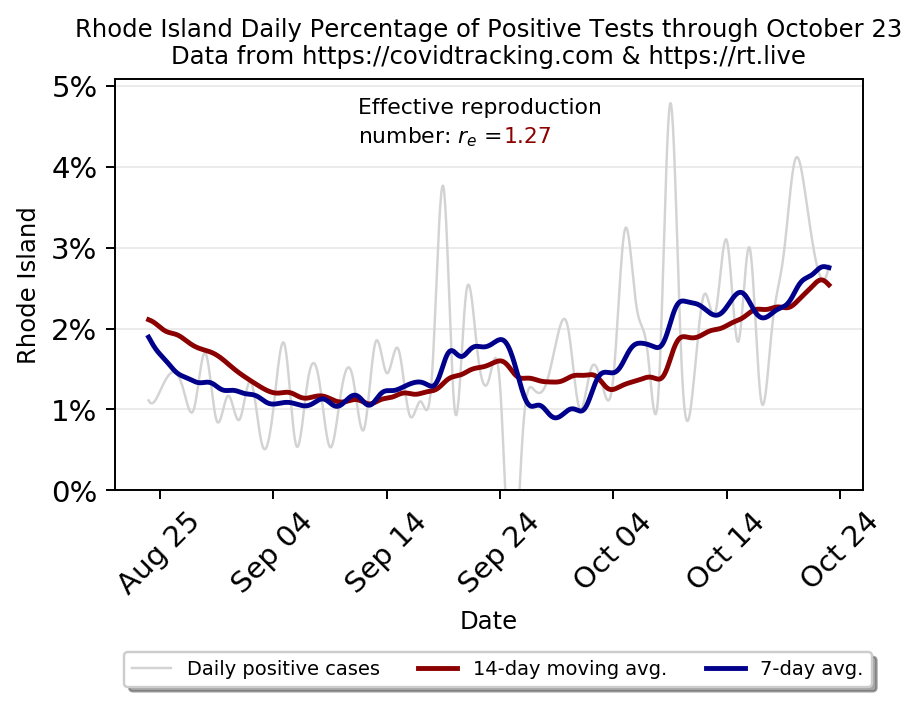 Rhode Island Daily Percentage of Positive Tests through October 23
Data from https://covidtracking.com & https://rt.live
Effective reproduction
number: rₑ =1.27
5%
4%
3%
2%
1%
0%
Rhode Island
Aug 25
Sep 04
Sep 14
Sep 24
Oct 04
Oct 14
Oct 24
Date
Daily positive cases
14-day moving avg.
7-day avg.